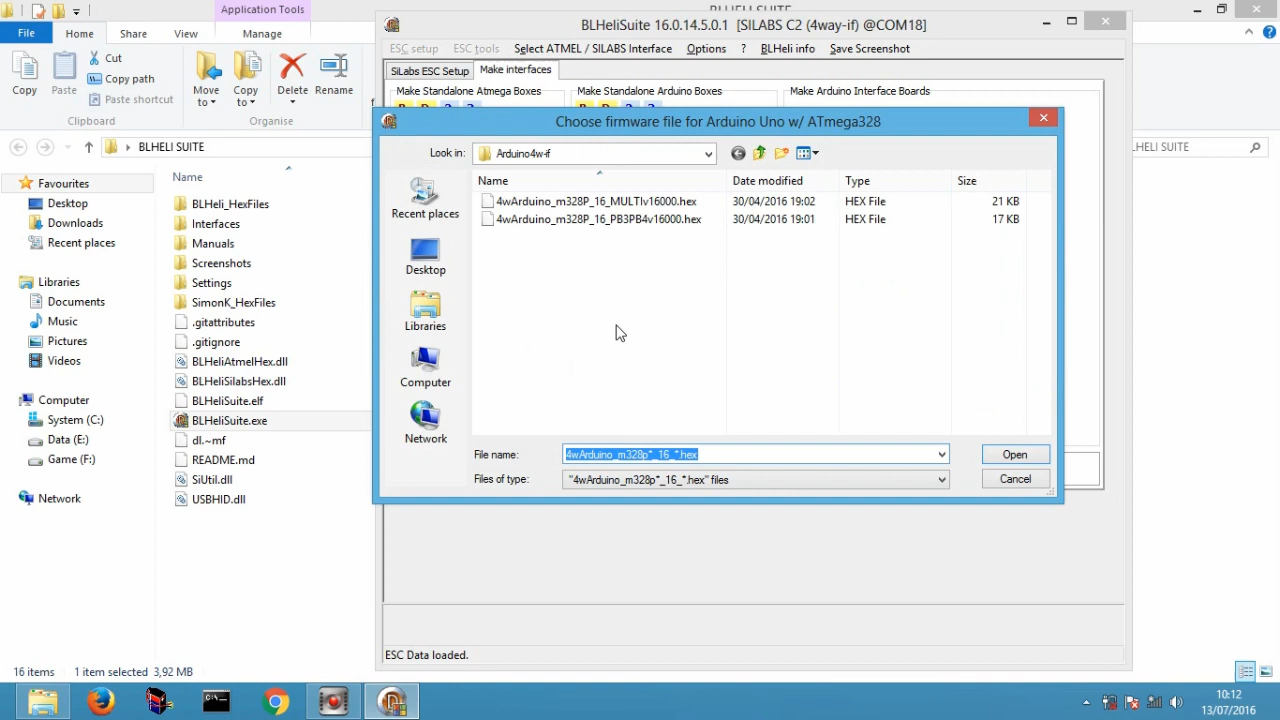 Application Tools
BLHELI SUITE
File
Home
Share
View
Manage
Copy
Paste
Cut
Copy path
Paste shortcut
Clipboard
Move to
Copy to
Delete
Rename
Organise
BLHELI SUITE
BLHELI SUITE
Favourites
Desktop
Downloads
Recent places
Libraries
Documents
Music
Pictures
Videos
Computer
System (C:)
Data (E:)
Game (F:)
Network
Name
BLHeli_HexFiles
Interfaces
Manuals
Screenshots
Settings
SimonK_HexFiles
.gitattributes
.gitignore
BLHeliAtmelHex.dll
BLHeliSilabsHex.dll
BLHeliSuite.elf
BLHeliSuite.exe
dl.~mf
README.md
SiUtil.dll
USBHID.dll
16 items
1 item selected 3,92 MB
BLHeliSuite 16.0.14.5.0.1 [SILABS C2 (4way-if) @COM18]
ESC setup
ESC tools
Select ATMEL / SILABS Interface
Options
?
BLHeli info
Save Screenshot
SiLabs ESC Setup
Make interfaces
Make Standalone Atmega Boxes
Make Standalone Arduino Boxes
Make Arduino Interface Boards
Choose firmware file for Arduino Uno w/ ATmega328
Look in:
Arduino4w-if
Recent places
Desktop
Libraries
Computer
Network
Name
Date modified
Type
Size
4wArduino_m328P_16_MULTIv16000.hex
30/04/2016 19:02
HEX File
21 KB
4wArduino_m328P_16_PB3PB4v16000.hex
30/04/2016 19:01
HEX File
17 KB
File name:
4wArduino_m328p*_16_*.hex
Open
Files of type:
"4wArduino_m328p*_16_*.hex" files
Cancel
ESC Data loaded.
10:12
13/07/2016